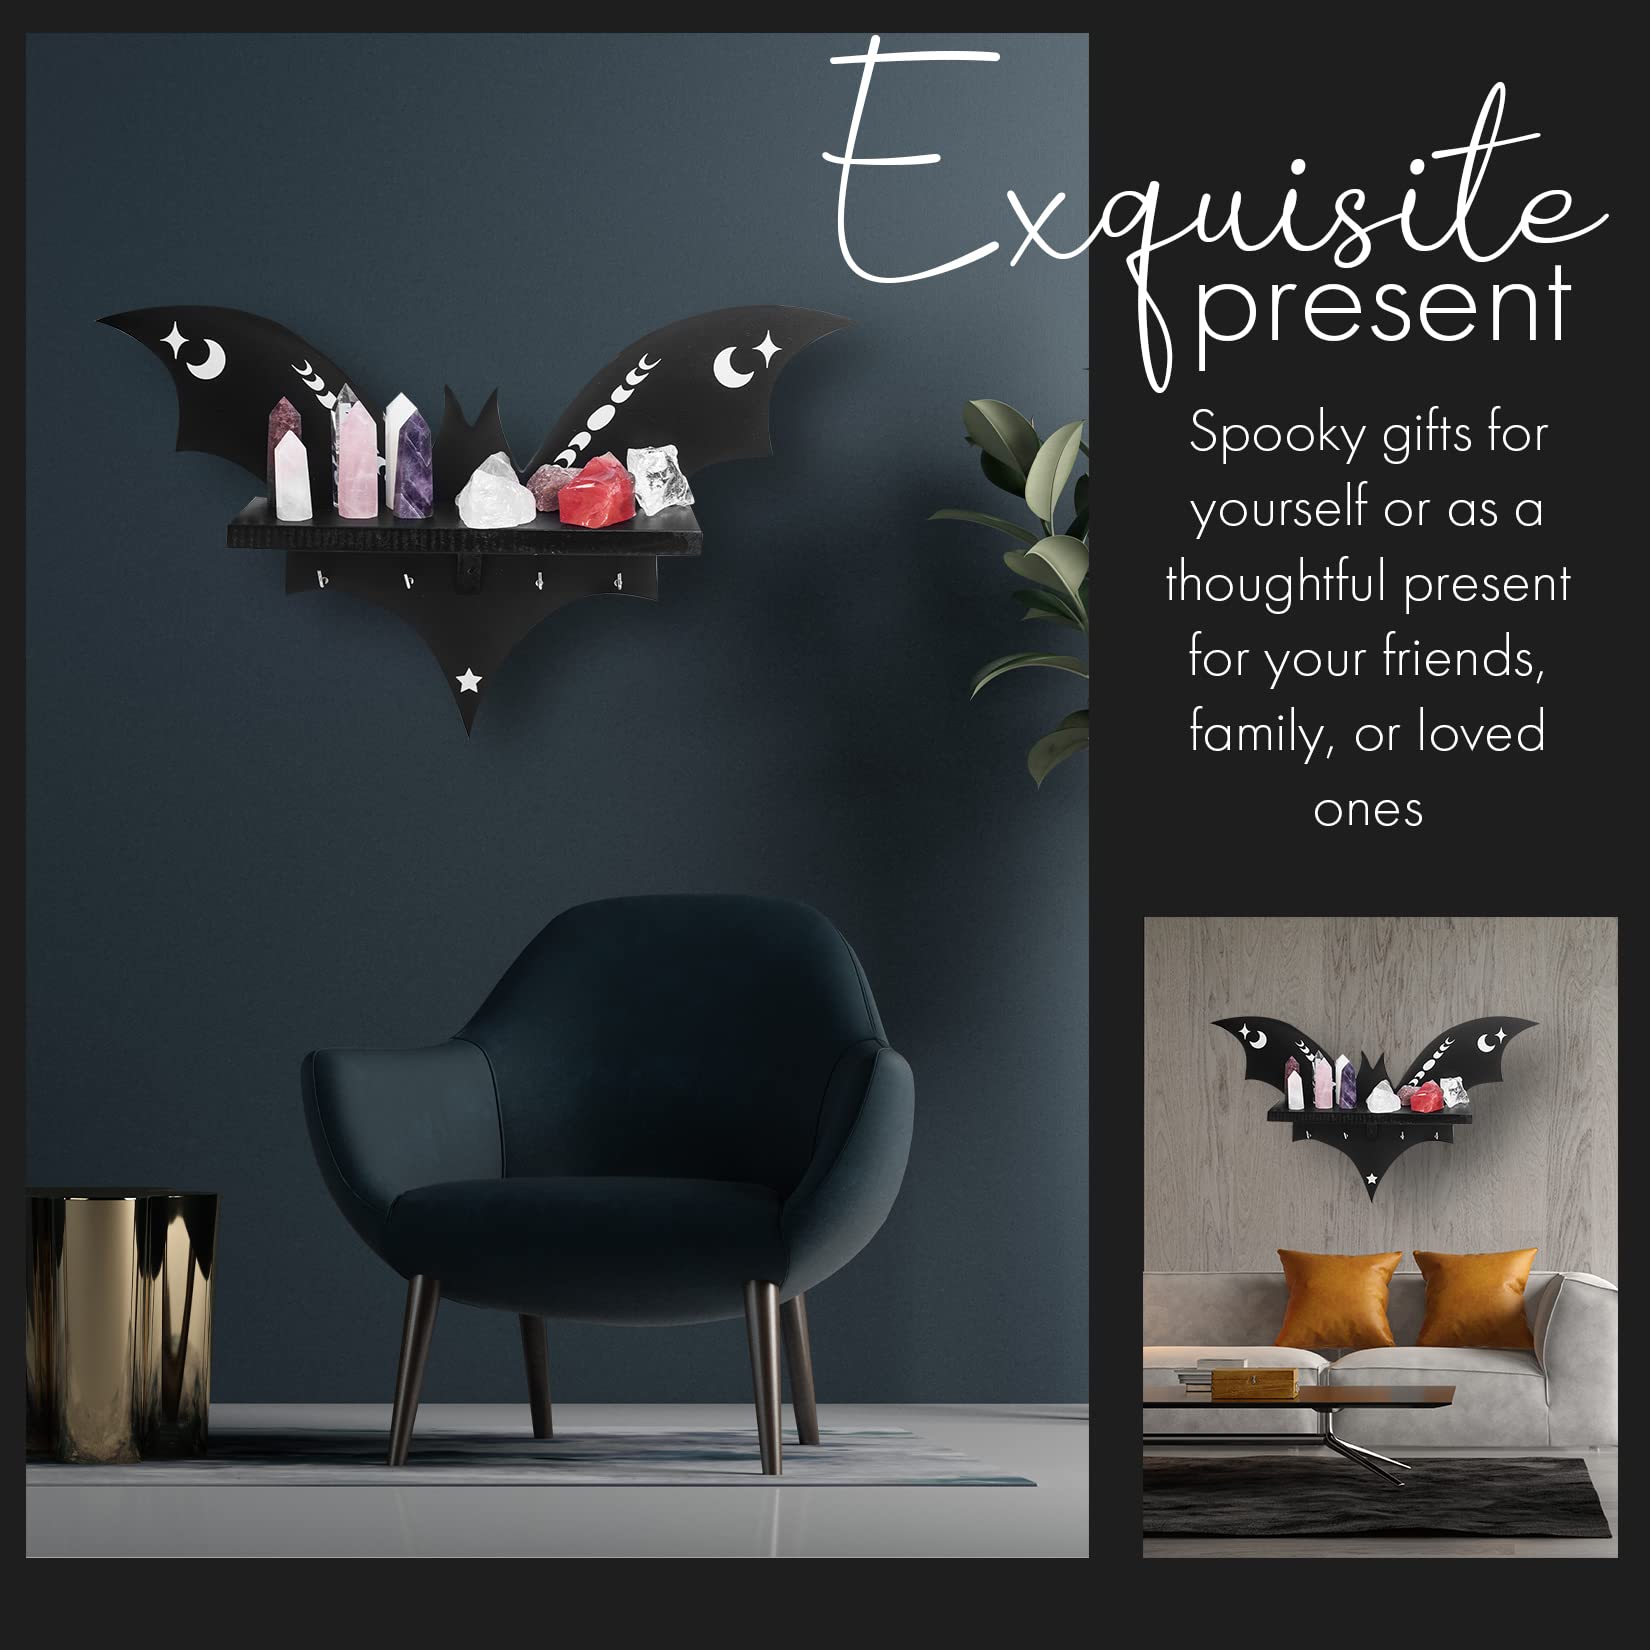 Exquisite
present
Spooky gifts for
yourself or as a
thoughtful present
for your friends,
family, or loved
ones